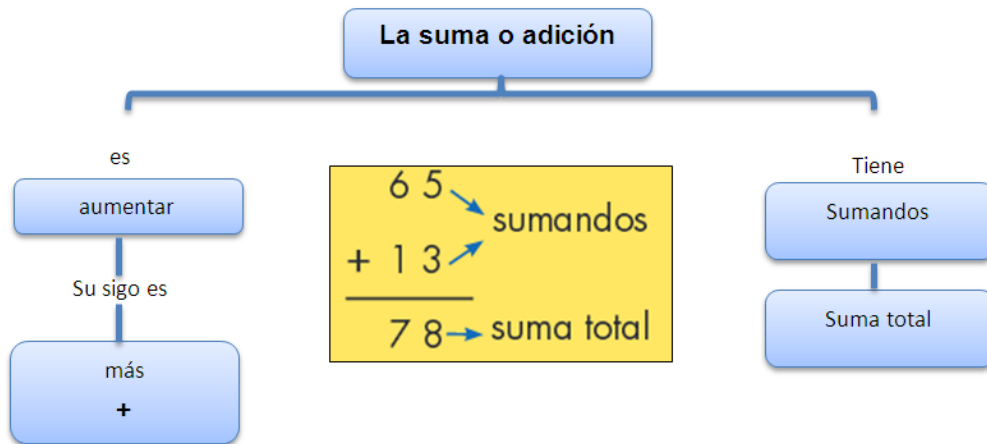 La suma o adición
es
aumentar
Su sigo es
más
+
6 5
sumandos
+ 1 3
7 8 suma total
Tiene
Sumandos
Suma total